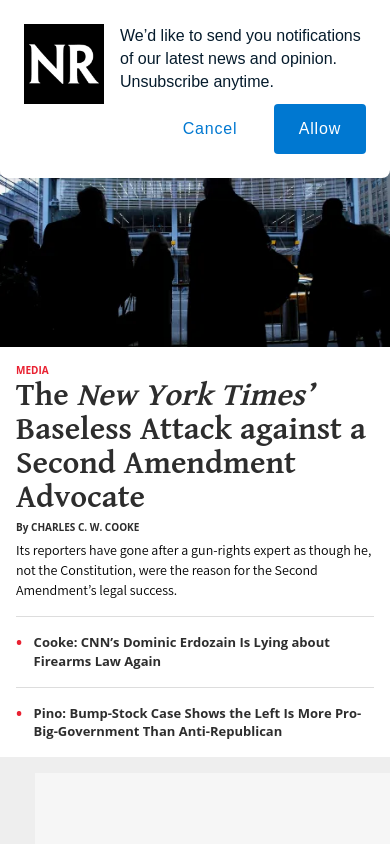 NR
We’d like to send you notifications
of our latest news and opinion.
Unsubscribe anytime.
Cancel
Allow
MEDIA
The New York Times’
Baseless Attack against a
Second Amendment
Advocate
By CHARLES C. W. COOKE
Its reporters have gone after a gun-rights expert as though he,
not the Constitution, were the reason for the Second
Amendment’s legal success.
• Cooke: CNN’s Dominic Erdozain Is Lying about
Firearms Law Again
• Pino: Bump-Stock Case Shows the Left Is More Pro-
Big-Government Than Anti-Republican